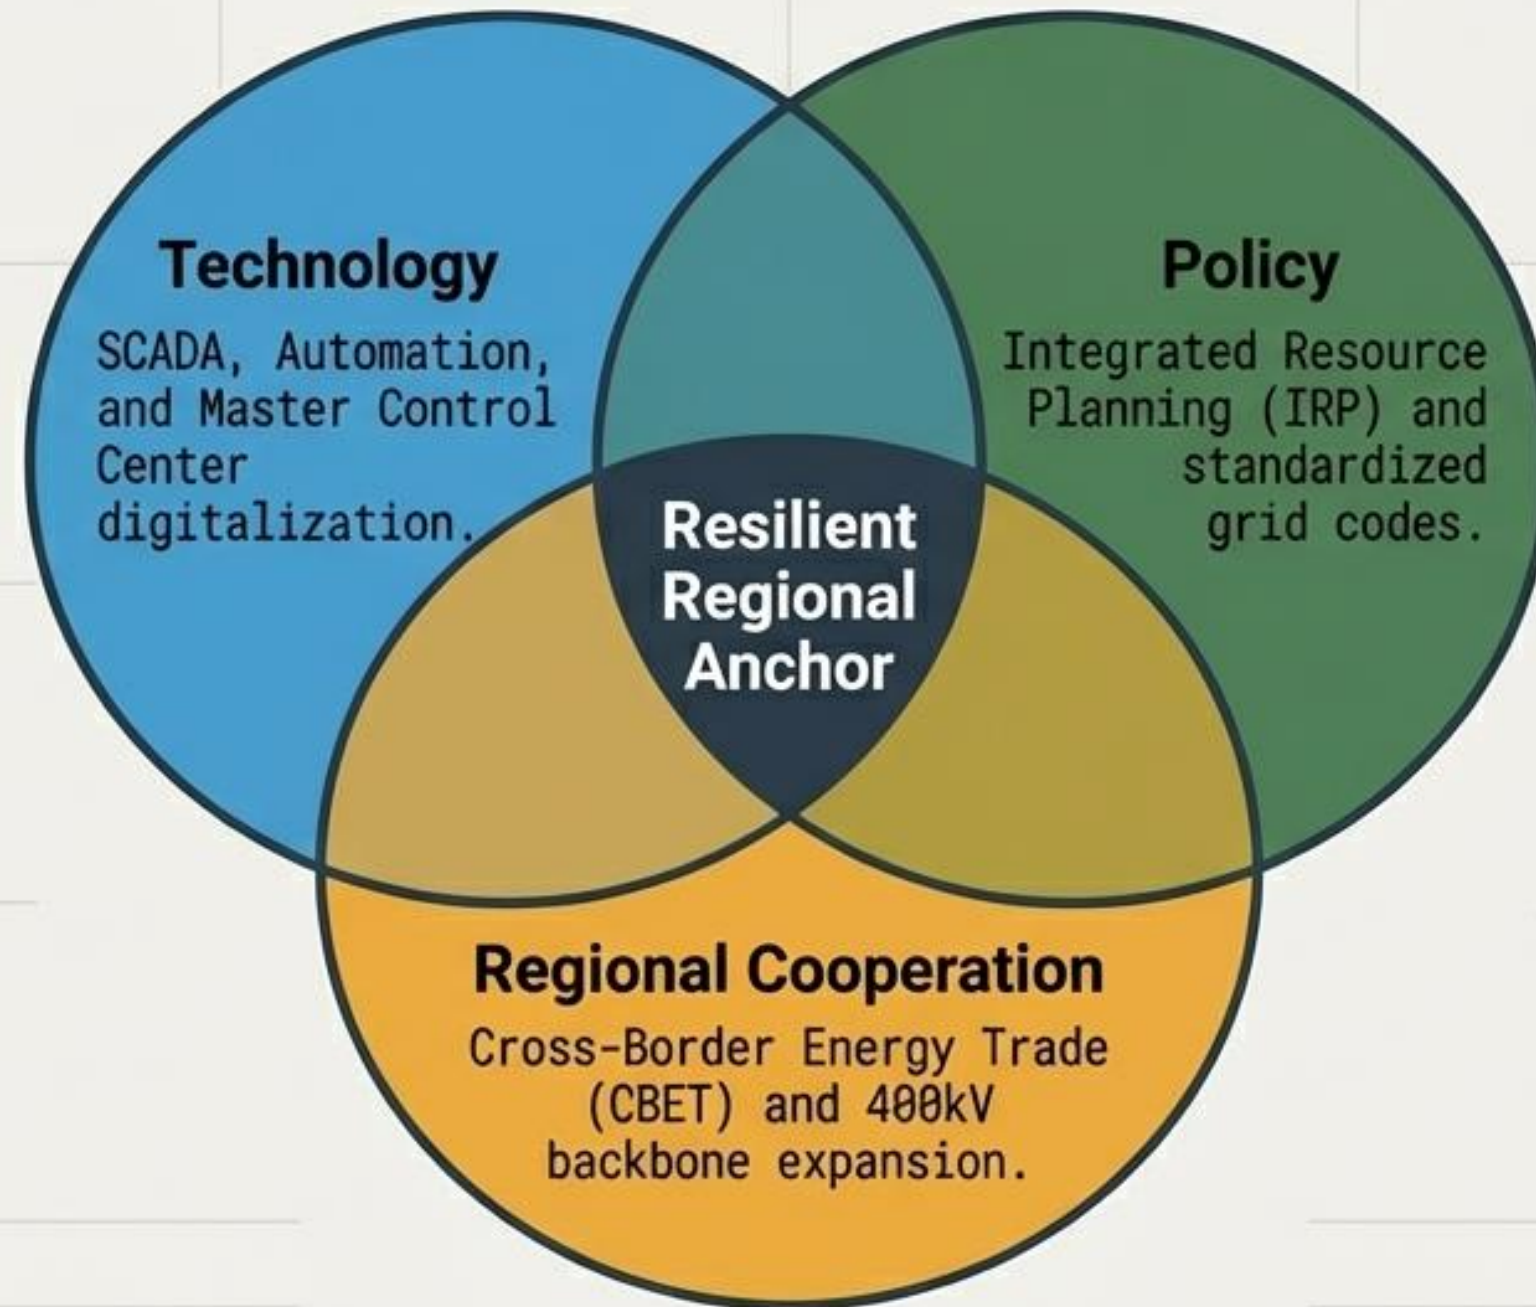 Technology
SCADA, Automation,
and Master Control
Center
digitalization.
Policy
Integrated Resource
Planning (IRP) and
standardized
grid codes.
Resilient
Regional
Anchor
Regional Cooperation
Cross-Border Energy Trade
(CBET) and 400kV
backbone expansion.